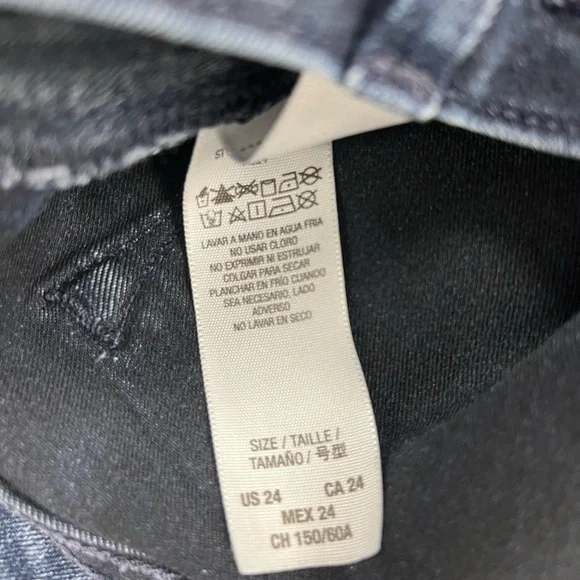 LAVAR A MANO EN AGUA FRIA
NO USAR CLORO
NO EXPRIMIR NI ESTRUJAR
COLGAR PARA SECAR
PLANCHAR EN FRÍO CUANDO
SEA NECESARIO, LADO
ADVERSO
NO LAVAR EN SECO
SIZE / TAILLE /
TAMAÑO / 号型
US 24 CA 24
MEX 24
CH 150/60A